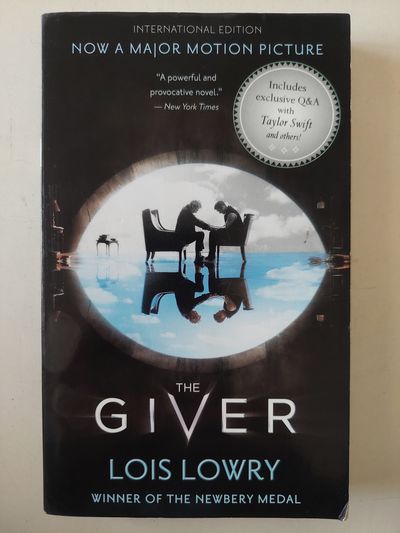 INTERNATIONAL EDITION
NOW A MAJOR MOTION PICTURE
"A powerful and
provocative novel."
— New York Times
Includes
exclusive Q&A
with
Taylor Swift
and others!
THE
GIVER
LOIS LOWRY
WINNER OF THE NEWBERY MEDAL